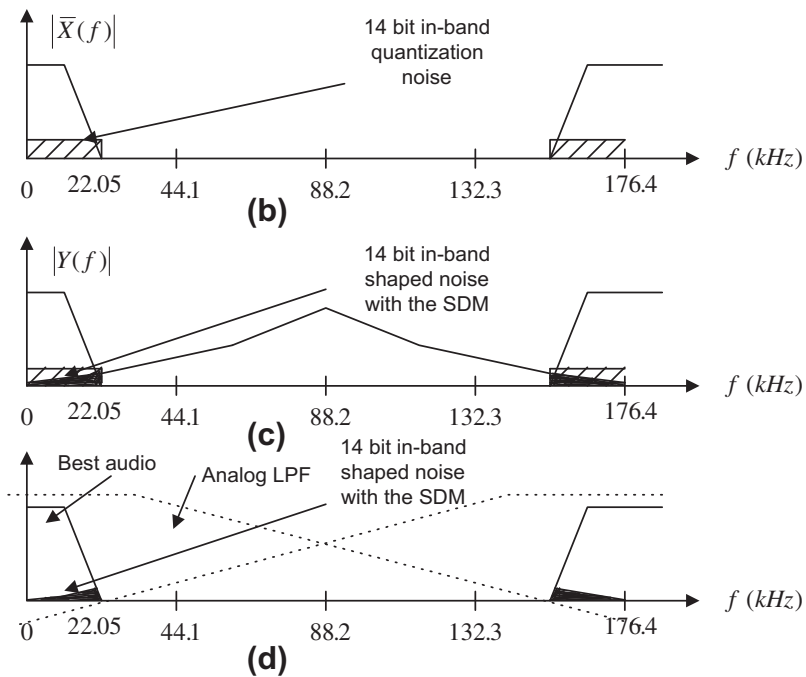 |X̅(f)|
14 bit in-band
quantization
noise
f (kHz)
0 22.05 44.1 88.2 132.3 176.4
(b)
|Y(f)|
14 bit in-band
shaped noise
with the SDM
f (kHz)
0 22.05 44.1 88.2 132.3 176.4
(c)
Best audio
Analog LPF
14 bit in-band
shaped noise
with the SDM
f (kHz)
0 22.05 44.1 88.2 132.3 176.4
(d)